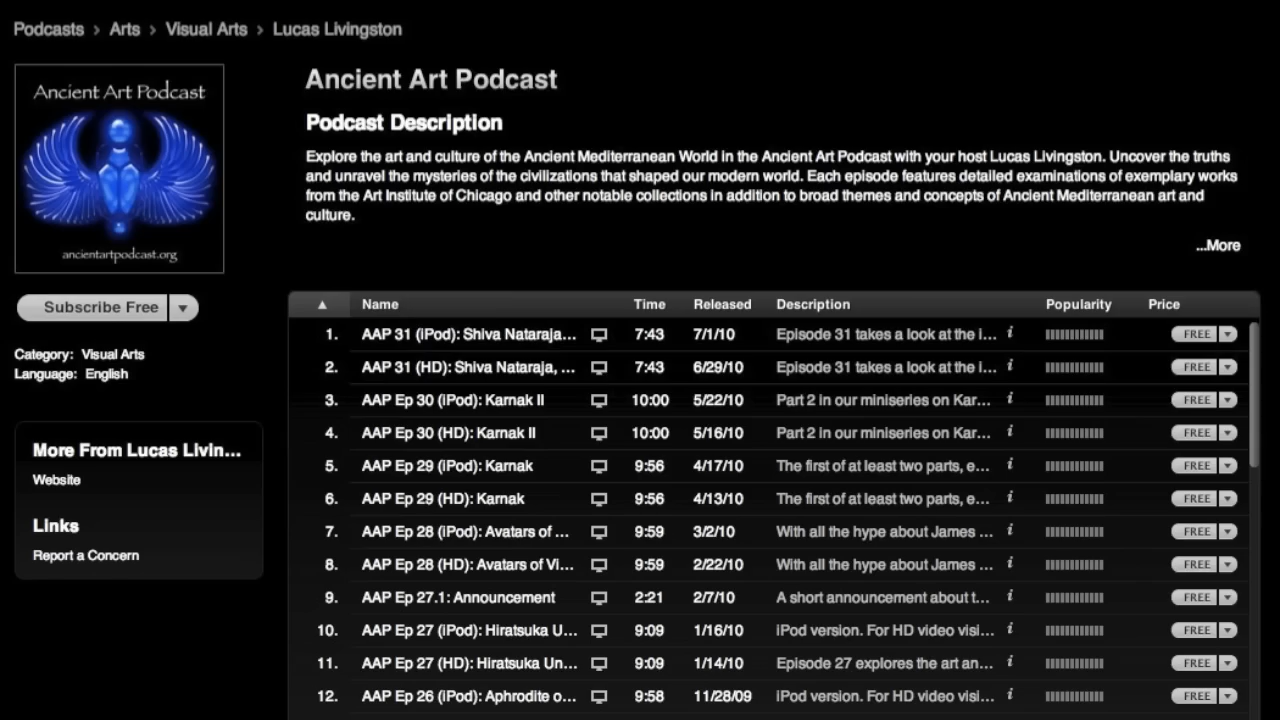 Podcasts > Arts > Visual Arts > Lucas Livingston
Ancient Art Podcast
ancientartpodcast.org
Subscribe Free
Category: Visual Arts
Language: English
More From Lucas Livin...
Website
Links
Report a Concern
Ancient Art Podcast
Podcast Description
Explore the art and culture of the Ancient Mediterranean World in the Ancient Art Podcast with your host Lucas Livingston. Uncover the truths
and unravel the mysteries of the civilizations that shaped our modern world. Each episode features detailed examinations of exemplary works
from the Art Institute of Chicago and other notable collections in addition to broad themes and concepts of Ancient Mediterranean art and
culture.
...More
Name Time Released Description Popularity Price
1. AAP 31 (iPod): Shiva Nataraja... 7:43 7/1/10 Episode 31 takes a look at the i... i FREE
2. AAP 31 (HD): Shiva Nataraja, ... 7:43 6/29/10 Episode 31 takes a look at the i... i FREE
3. AAP Ep 30 (iPod): Karnak II 10:00 5/22/10 Part 2 in our miniseries on Kar... i FREE
4. AAP Ep 30 (HD): Karnak II 10:00 5/16/10 Part 2 in our miniseries on Kar... i FREE
5. AAP Ep 29 (iPod): Karnak 9:56 4/17/10 The first of at least two parts, e... i FREE
6. AAP Ep 29 (HD): Karnak 9:56 4/13/10 The first of at least two parts, e... i FREE
7. AAP Ep 28 (iPod): Avatars of ... 9:59 3/2/10 With all the hype about James ... i FREE
8. AAP Ep 28 (HD): Avatars of Vi... 9:59 2/22/10 With all the hype about James ... i FREE
9. AAP Ep 27.1: Announcement 2:21 2/7/10 A short announcement about t... i FREE
10. AAP Ep 27 (iPod): Hiratsuka U... 9:09 1/16/10 iPod version. For HD video visi... i FREE
11. AAP Ep 27 (HD): Hiratsuka Un... 9:09 1/14/10 Episode 27 explores the art an... i FREE
12. AAP Ep 26 (iPod): Aphrodite o... 9:58 11/28/09 iPod version. For HD video visi... i FREE